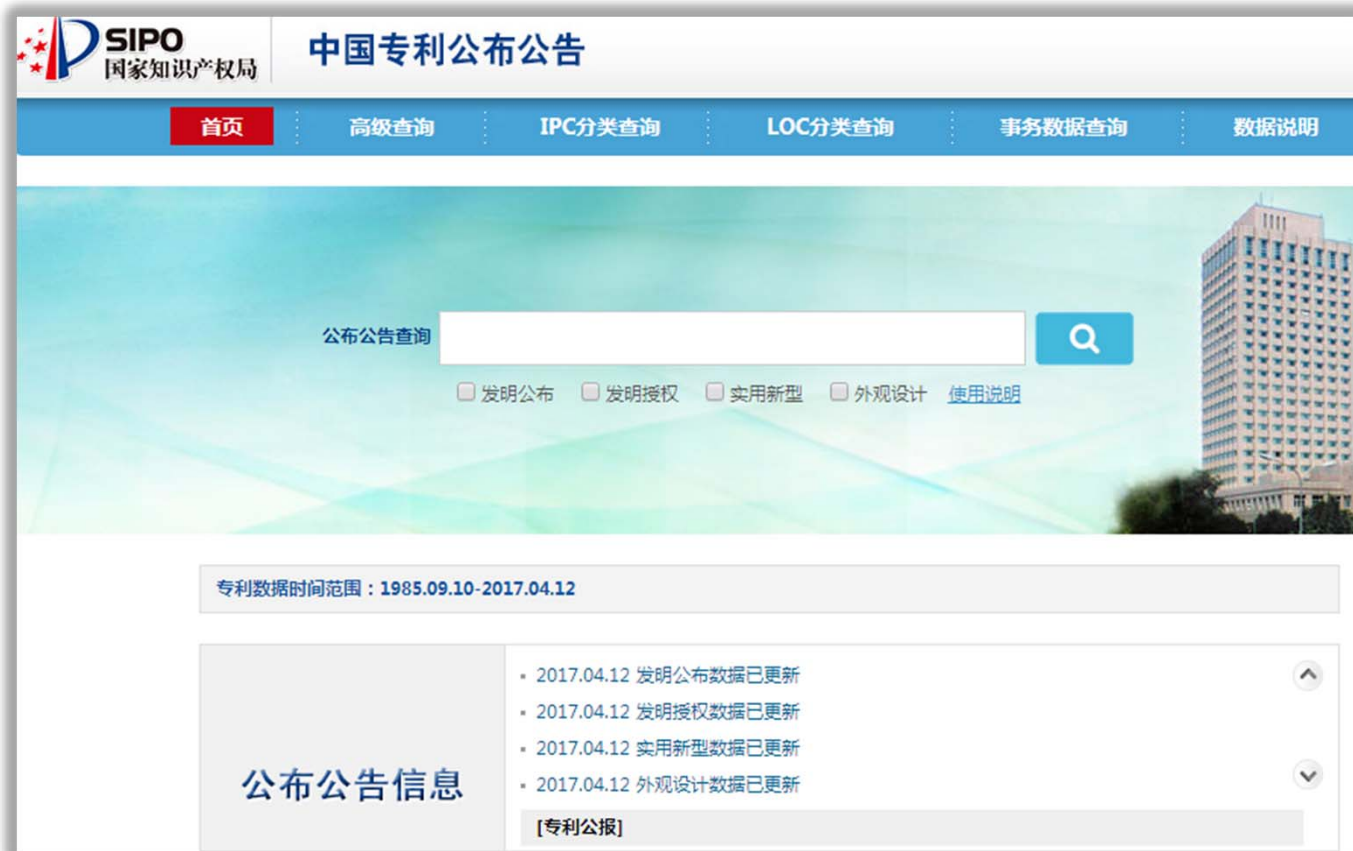 SIPO
国家知识产权局
中国专利公布公告
首页 高级查询 IPC分类查询 LOC分类查询 事务数据查询 数据说明
公布公告查询
发明公布 发明授权 实用新型 外观设计 使用说明
专利数据时间范围：1985.09.10-2017.04.12
公布公告信息
2017.04.12 发明公布数据已更新
2017.04.12 发明授权数据已更新
2017.04.12 实用新型数据已更新
2017.04.12 外观设计数据已更新
[专利公报]